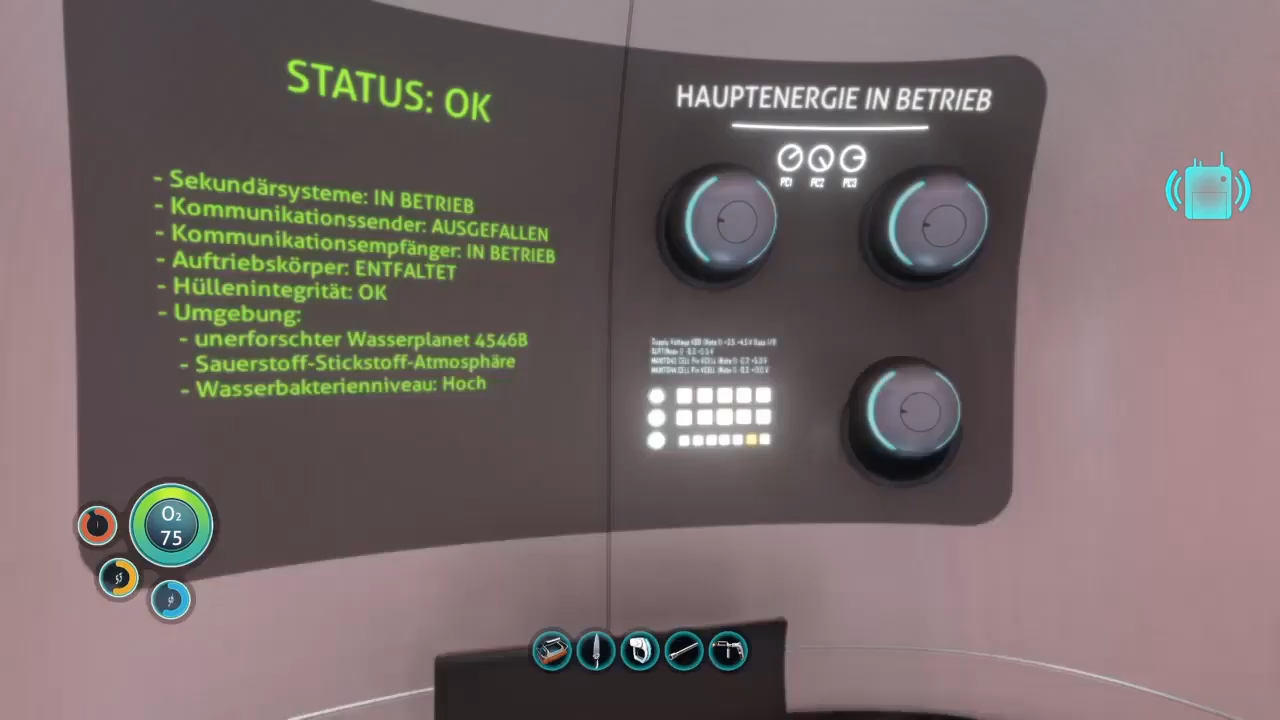 STATUS: OK
- Sekundärsysteme: IN BETRIEB
- Kommunikationssender: AUSGEFALLEN
- Kommunikationsempfänger: IN BETRIEB
- Auftriebskörper: ENTFALTET
- Hüllenintegrität: OK
- Umgebung:
- unerforschter Wasserplanet 4546B
- Sauerstoff-Stickstoff-Atmosphäre
- Wasserbakterienniveau: Hoch
HAUPTENERGIE IN BETRIEB
PC1 PC2 PC3
O₂
75